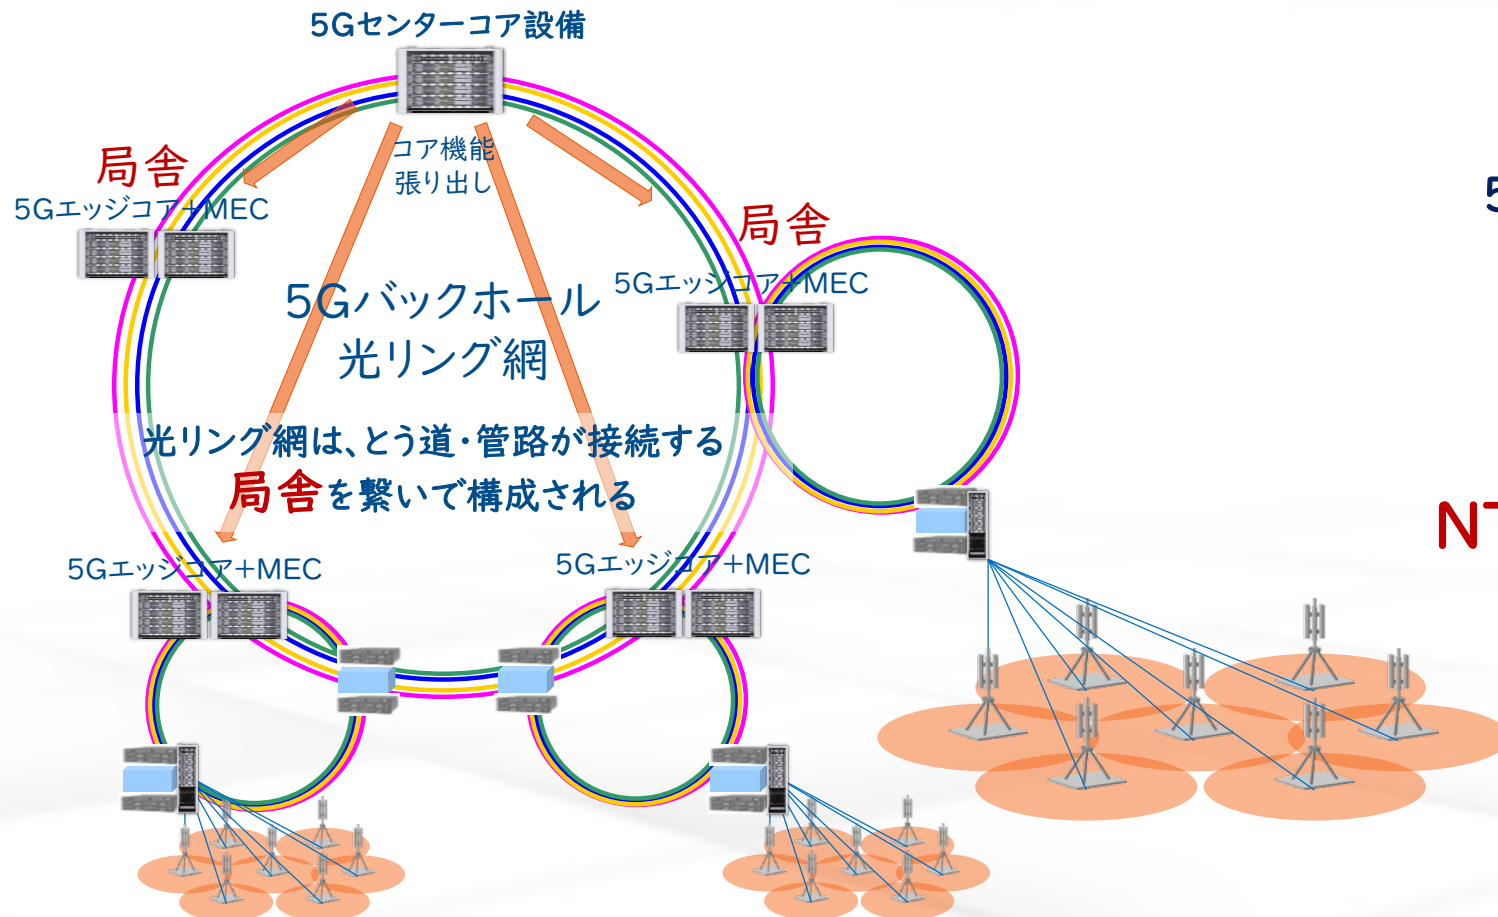 5Gセンターコア設備
コア機能
張り出し
局舎
5Gエッジコア+MEC
局舎
5Gエッジコア+MEC
5Gバックホール
光リング網
光リング網は、とう道・管路が接続する
局舎を繋いで構成される
5Gエッジコア+MEC
5Gエッジコア+MEC
5
N